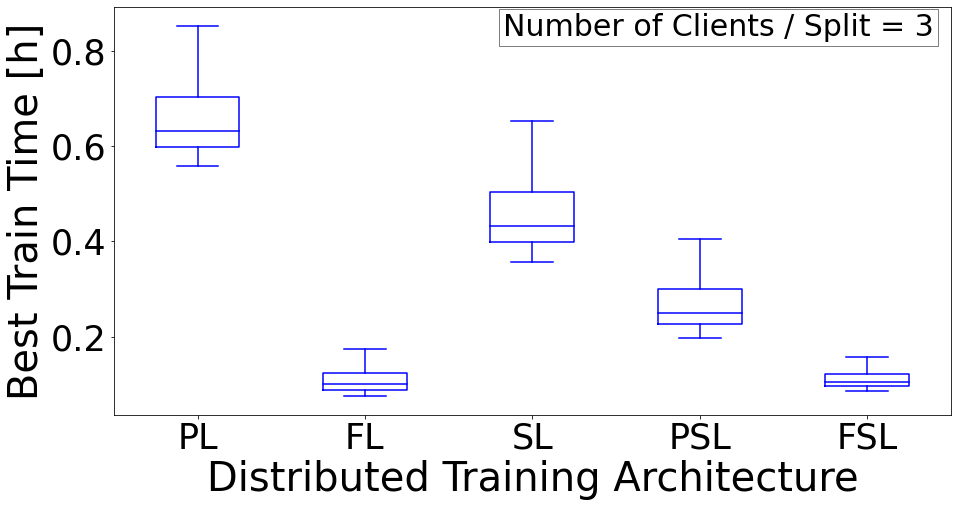 Number of Clients / Split = 3
Best Train Time [h]
0.8
0.6
0.4
0.2
PL FL SL PSL FSL
Distributed Training Architecture